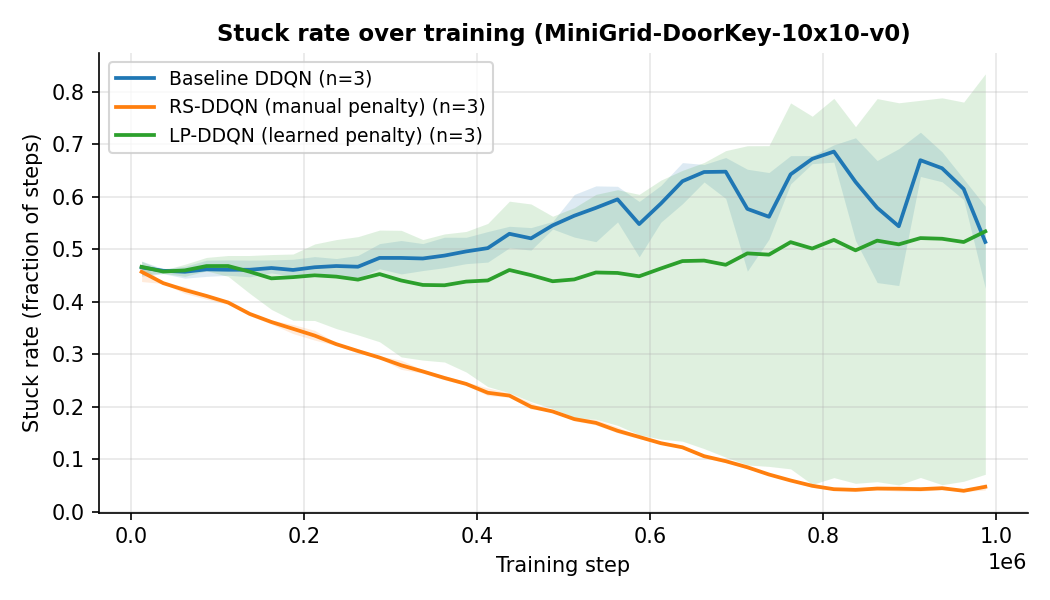 Stuck rate over training (MiniGrid-DoorKey-10x10-v0)
Baseline DDQN (n=3)
RS-DDQN (manual penalty) (n=3)
LP-DDQN (learned penalty) (n=3)
Stuck rate (fraction of steps)
0.8
0.7
0.6
0.5
0.4
0.3
0.2
0.1
0.0
0.0 0.2 0.4 0.6 0.8 1.0
1e6
Training step